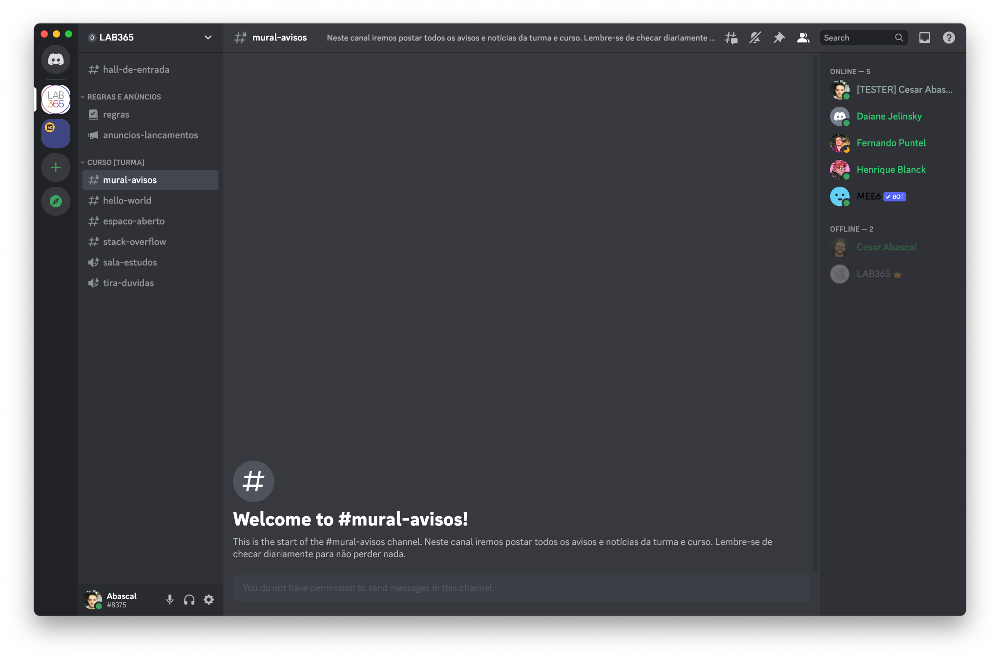 LAB365
mural-avisos
Neste canal iremos postar todos os avisos e notícias da turma e curso. Lembre-se de checar diariamente ...
Search
LAB
365
hall-de-entrada
REGRAS E ANÚNCIOS
regras
anuncios-lancamentos
CURSO [TURMA]
mural-avisos
hello-world
espaco-aberto
stack-overflow
sala-estudos
tira-duvidas
Abascal
#8375
Welcome to #mural-avisos!
This is the start of the #mural-avisos channel. Neste canal iremos postar todos os avisos e notícias da turma e curso. Lembre-se de
checar diariamente para não perder nada.
You do not have permission to send messages in this channel.
ONLINE — 5
[TESTER] Cesar Abas...
Daiane Jelinsky
Fernando Puntel
Henrique Blanck
MEE6 BOT
OFFLINE — 2
Cesar Abascal
LAB365
LAB
365